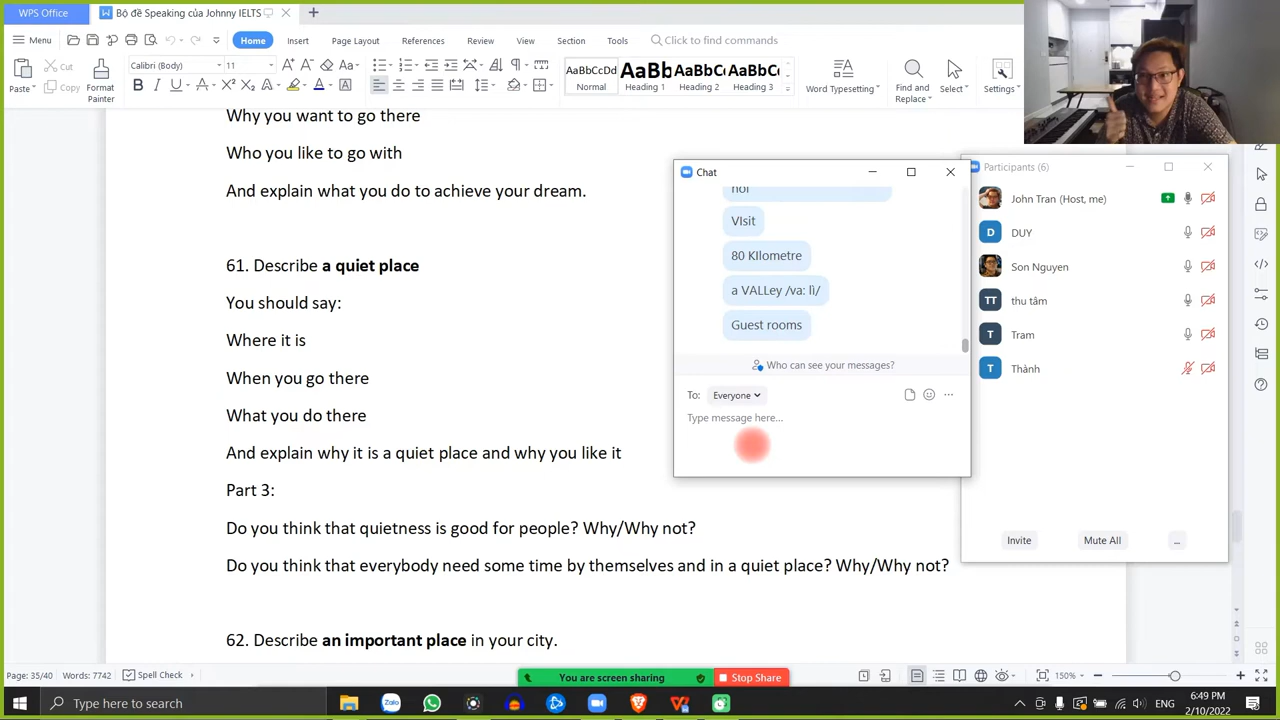 WPS Office
Bộ đề Speaking của Johnny IELTS
Menu
Home
Insert
Page Layout
References
Review
View
Section
Tools
Click to find commands
Paste
Cut
Copy
Format Painter
Calibri (Body)
11
AaBbCcDd
Normal
AaBb
Heading 1
AaBbC
Heading 2
AaBbC
Heading 3
Word Typesetting
Find and Replace
Select
Settings
Why you want to go there
Who you like to go with
And explain what you do to achieve your dream.
61. Describe a quiet place
You should say:
Where it is
When you go there
What you do there
And explain why it is a quiet place and why you like it
Part 3:
Do you think that quietness is good for people? Why/Why not?
Do you think that everybody need some time by themselves and in a quiet place? Why/Why not?
62. Describe an important place in your city.
Chat
VIsit
80 KIlometre
a VALLey /va: lì/
Guest rooms
Who can see your messages?
To: Everyone
Type message here...
Participants (6)
John Tran (Host, me)
D DUY
Son Nguyen
TT thu tâm
T Tram
T Thành
Invite
Mute All
...
Page: 35/40
Words: 7742
Spell Check
You are screen sharing
Stop Share
150%
Type here to search
ENG
6:49 PM
2/10/2022